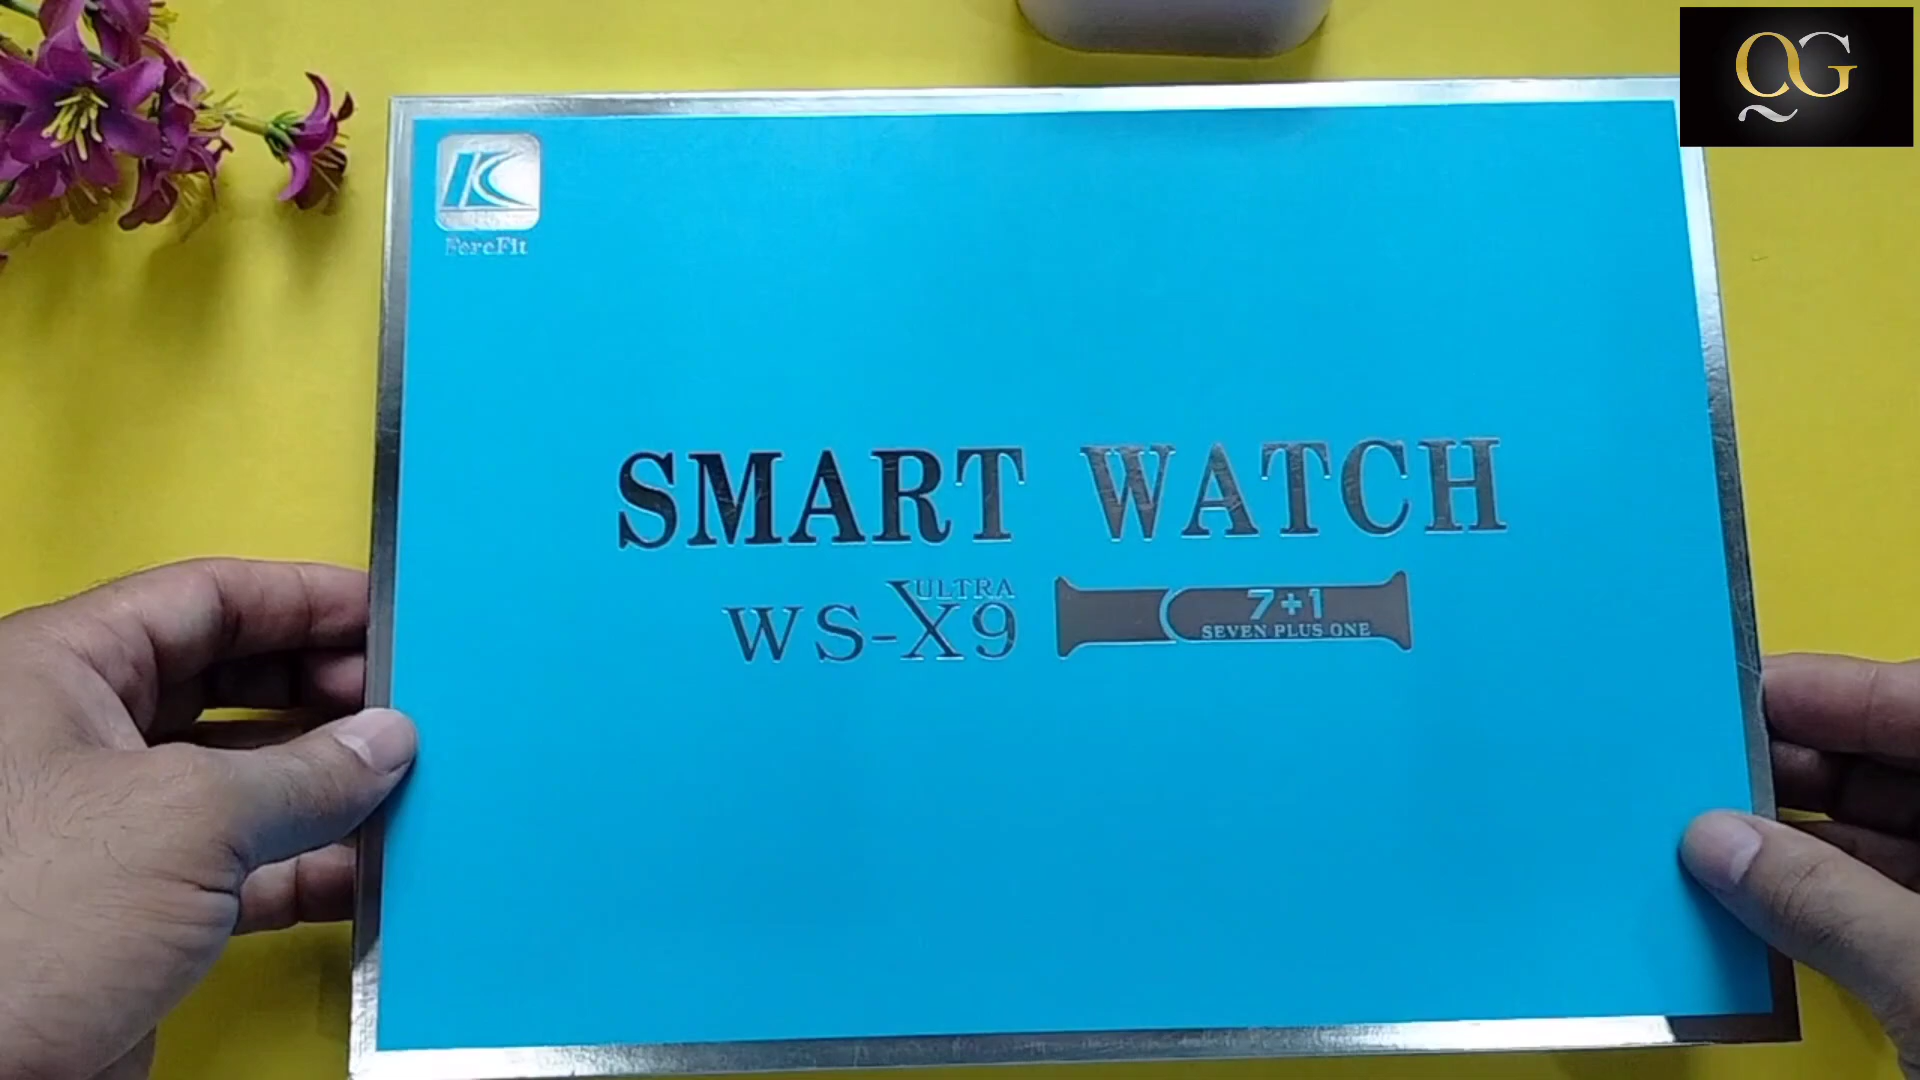 QG
K
FereFit
SMART WATCH
WS-X9 ULTRA
7+1
SEVEN PLUS ONE